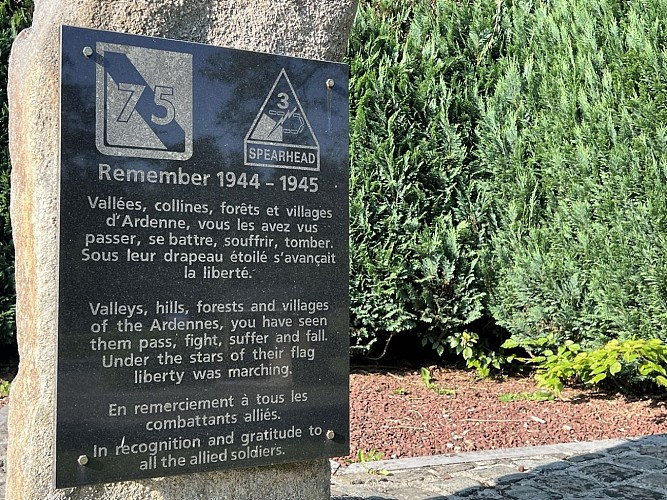 75
3
SPEARHEAD
Remember 1944 - 1945
Vallées, collines, forêts et villages
d'Ardenne, vous les avez vus
passer, se battre, souffrir, tomber.
Sous leur drapeau étoilé s'avançait
la liberté.
Valleys, hills, forests and villages
of the Ardennes, you have seen
them pass, fight, suffer and fall.
Under the stars of their flag
liberty was marching.
En remerciement à tous les
combattants alliés.
In recognition and gratitude to
all the allied soldiers.